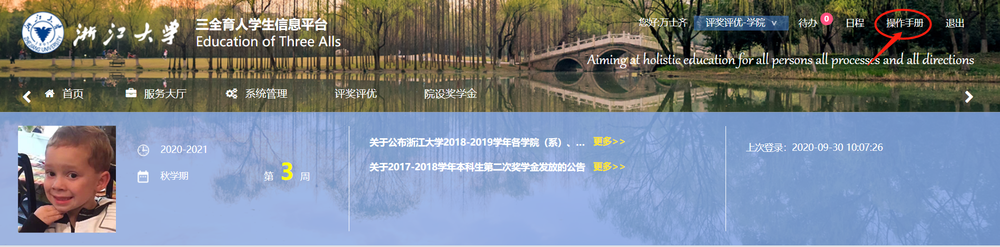 浙江大学
ZHEJIANG UNIVERSITY
三全育人学生信息平台
Education of Three Alls
您好:万士齐 评奖评优-学院 待办 0 日程 操作手册 退出
Aiming at holistic education for all persons all processes and all directions
首页 服务大厅 系统管理 评奖评优 院设奖学金
2020-2021
秋学期 第 3 周
关于公布浙江大学2018-2019学年各学院（系）、... 更多>>
关于2017-2018学年本科生第二次奖学金发放的公告 更多>>
上次登录：2020-09-30 10:07:26